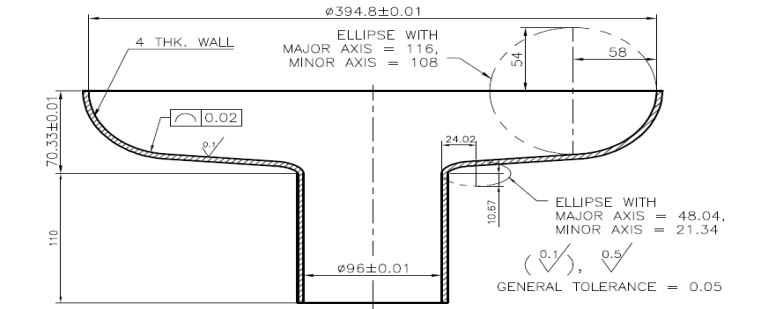 ø394.8±0.01
4 THK. WALL
ELLIPSE WITH
MAJOR AXIS = 116,
MINOR AXIS = 108
54
58
70.33±0.01
0.02
0.1
24.02
10.67
110
ELLIPSE WITH
MAJOR AXIS = 48.04,
MINOR AXIS = 21.34
ø96±0.01
(0.1), 0.5
GENERAL TOLERANCE = 0.05